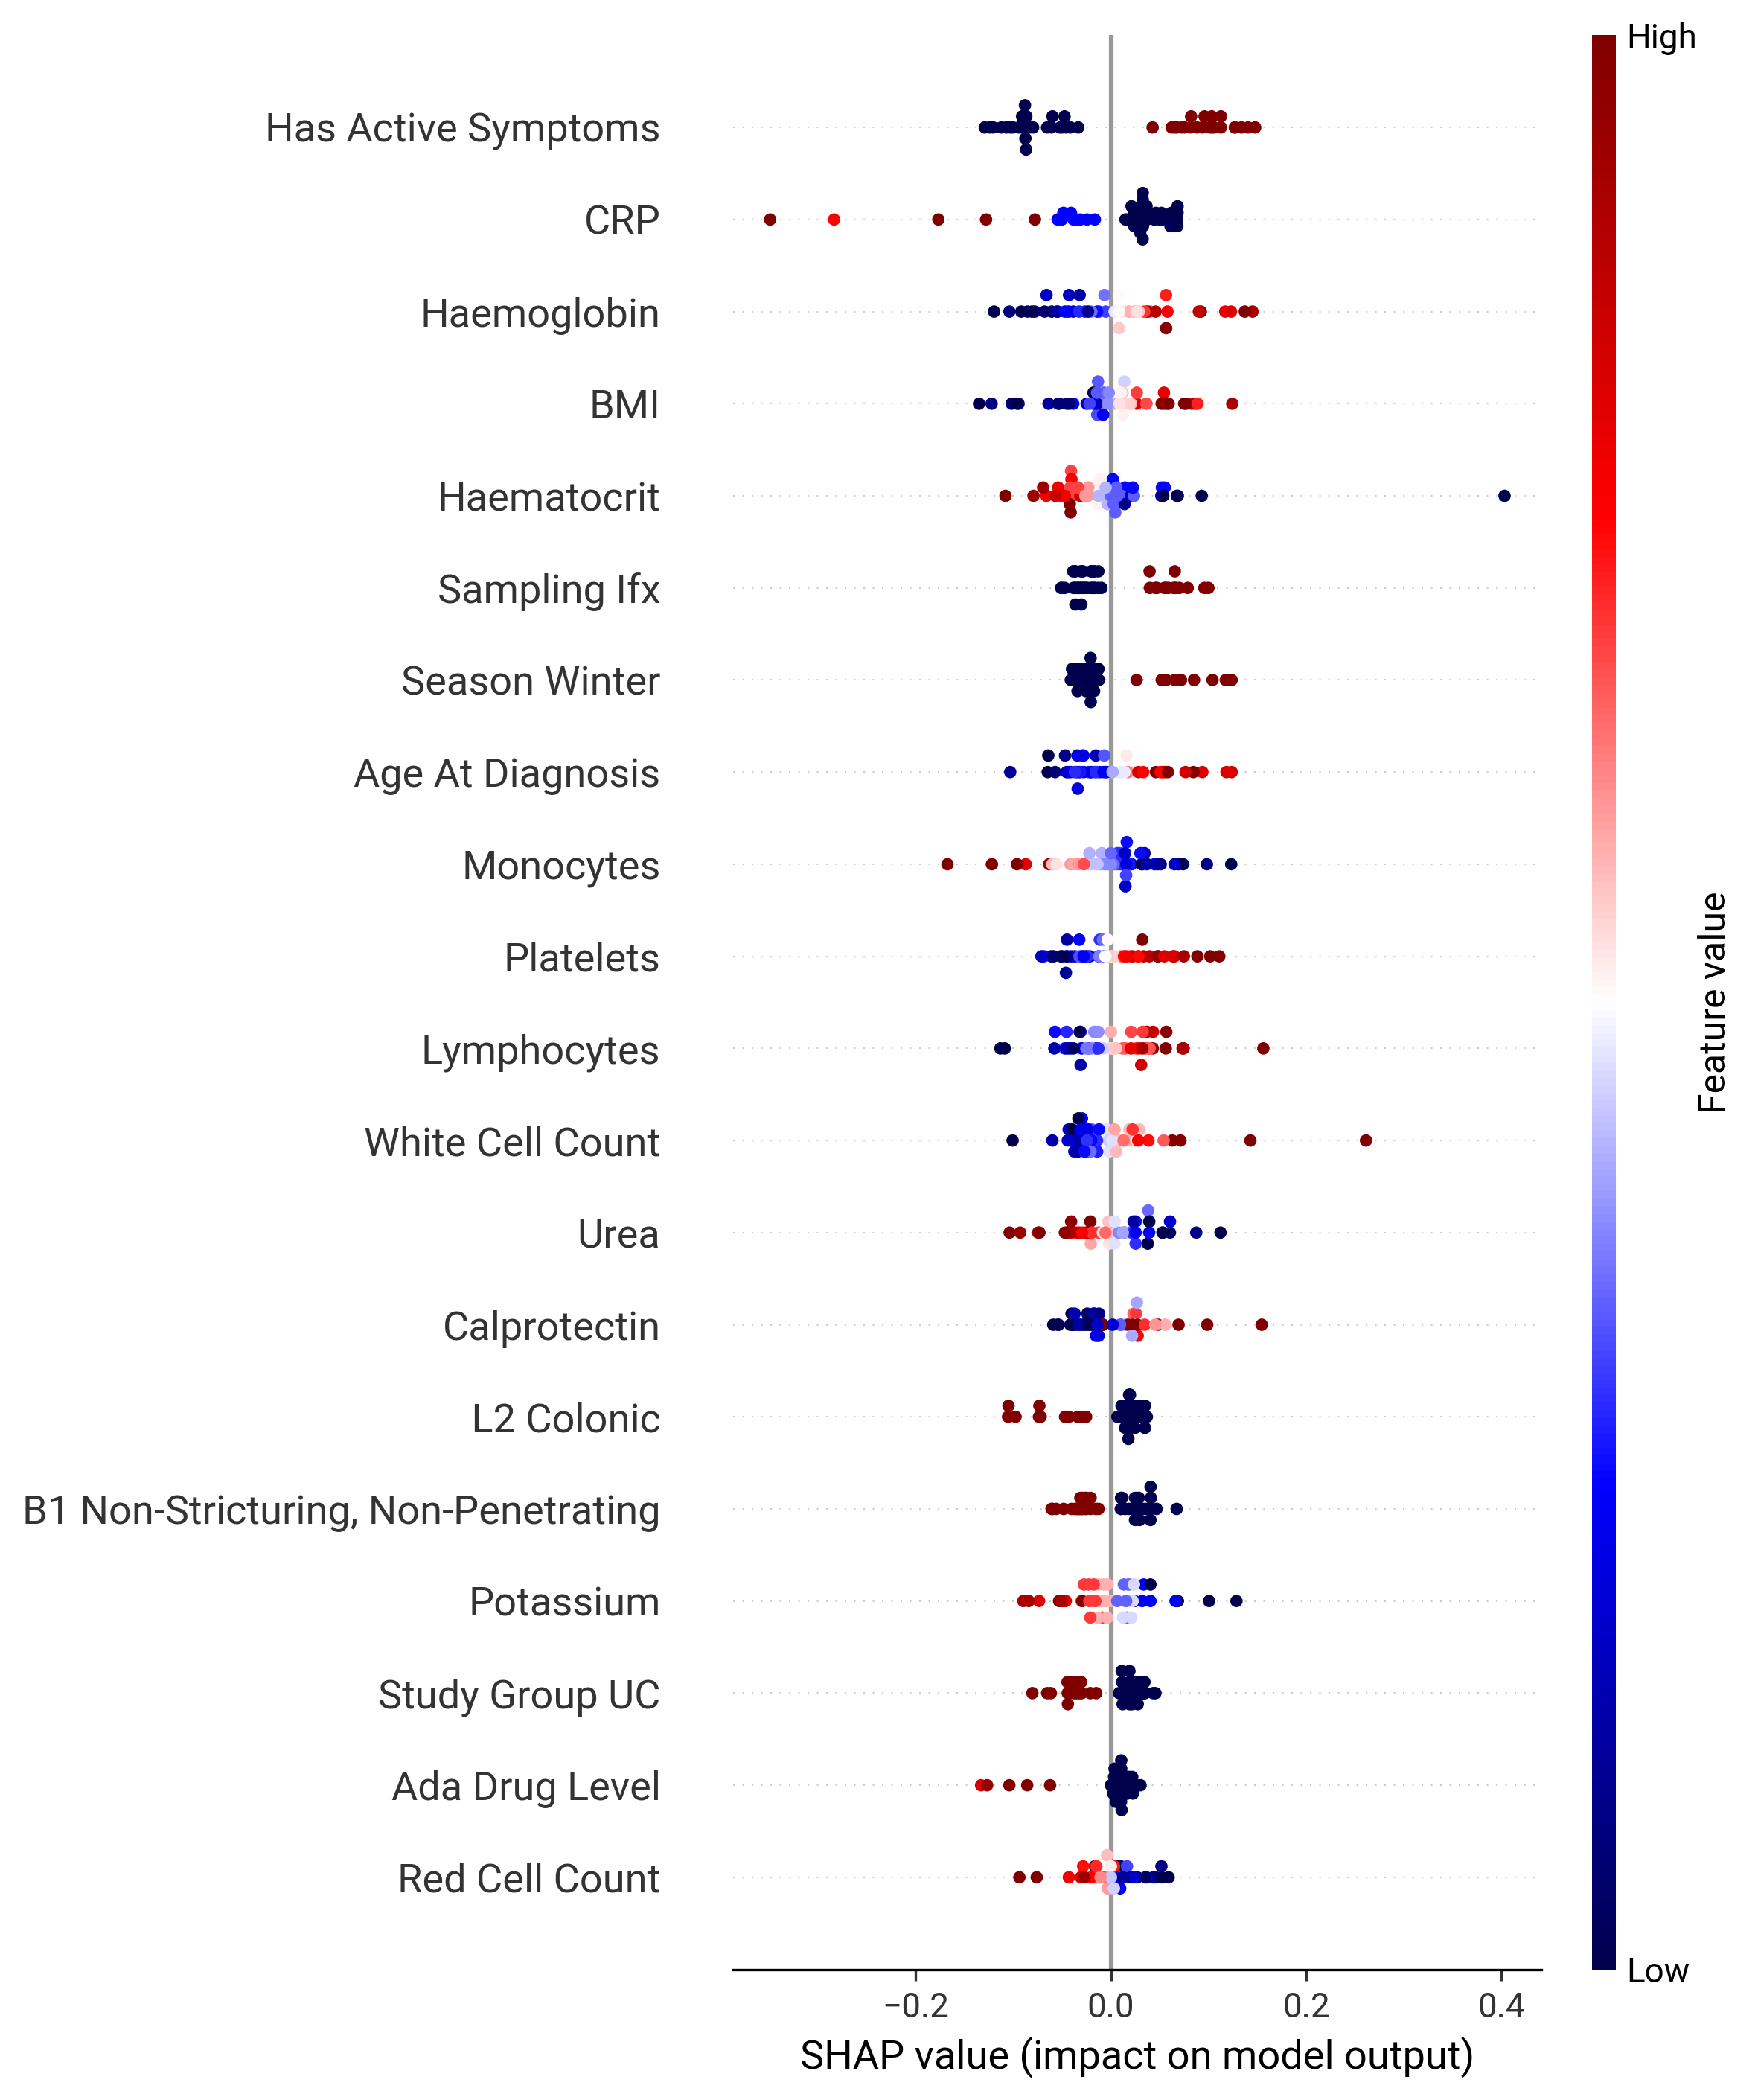 High
Has Active Symptoms
CRP
Haemoglobin
BMI
Haematocrit
Sampling Ifx
Season Winter
Age At Diagnosis
Monocytes
Platelets
Lymphocytes
White Cell Count
Urea
Calprotectin
L2 Colonic
B1 Non-Stricturing, Non-Penetrating
Potassium
Study Group UC
Ada Drug Level
Red Cell Count
Feature value
Low
−0.2 0.0 0.2 0.4
SHAP value (impact on model output)